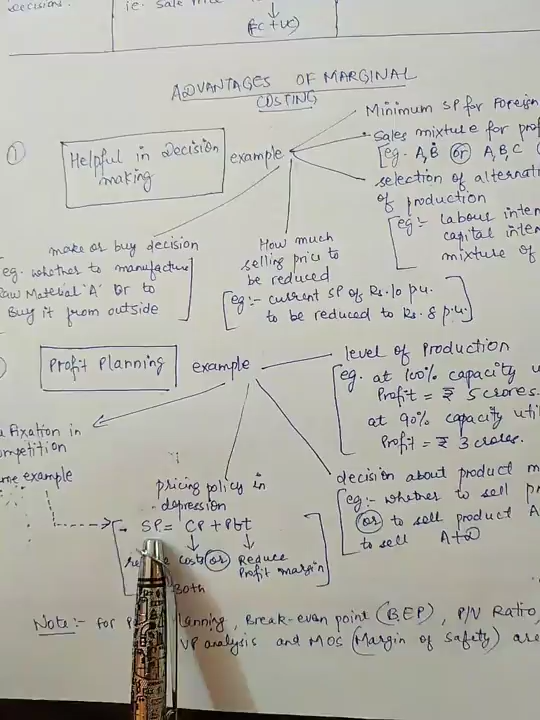 decisions.
ie. Sale Price
(FC + VC)
ADVANTAGES OF MARGINAL
COSTING
①
Helpful in Decision
making
example
Minimum SP for Foreign
Sales mixture for prof
[eg. A,B (or) A,B,C (
selection of alternati
of production
[eg:- Labour inten
capital inten
mixture of
make or buy decision
eg. whether to manufacture
Raw Material 'A' or to
Buy it from outside
How much
selling price to
be reduced
[eg:- current SP of Rs.10 p.u.
to be reduced to Rs. 8 p.u.]
Profit Planning
example
level of Production
eg. at 100% capacity u
Profit = ₹ 5 crores.
at 90% capacity util
Profit = ₹ 3 crores.
Fixation in
ompetition
me example
pricing policy in
depression
SP = CP + Pbt
costs (or) Reduce
Profit margin
Both
decision about product m
eg:- whether to sell pr
(or) to sell product A
to sell A+
Note:- For Planning, Break-even point (BEP), P/V Ratio,
VP analysis and MOS (Margin of Safety) are